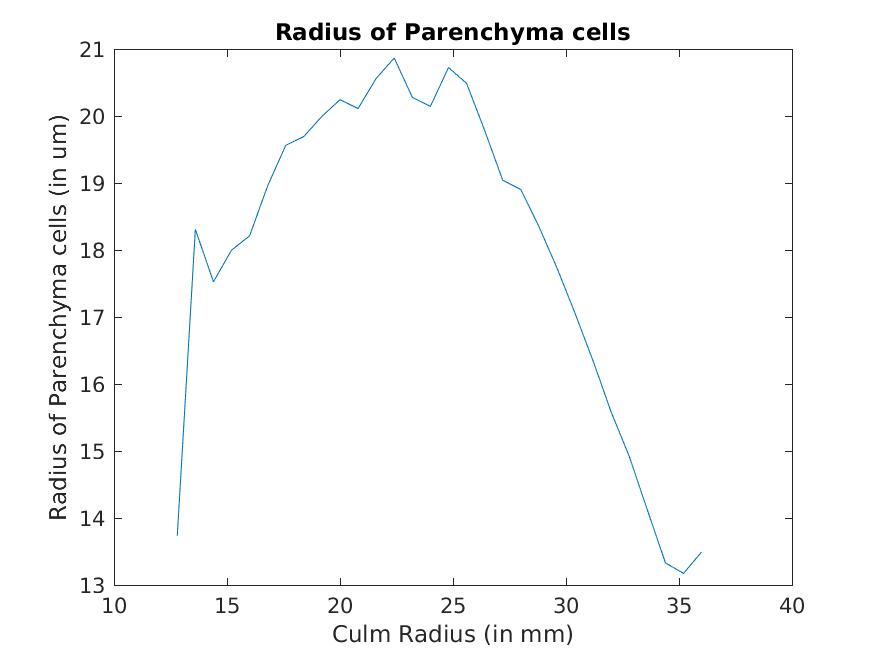 Radius of Parenchyma cells
Radius of Parenchyma cells (in um)
21
20
19
18
17
16
15
14
13
10 15 20 25 30 35 40
Culm Radius (in mm)